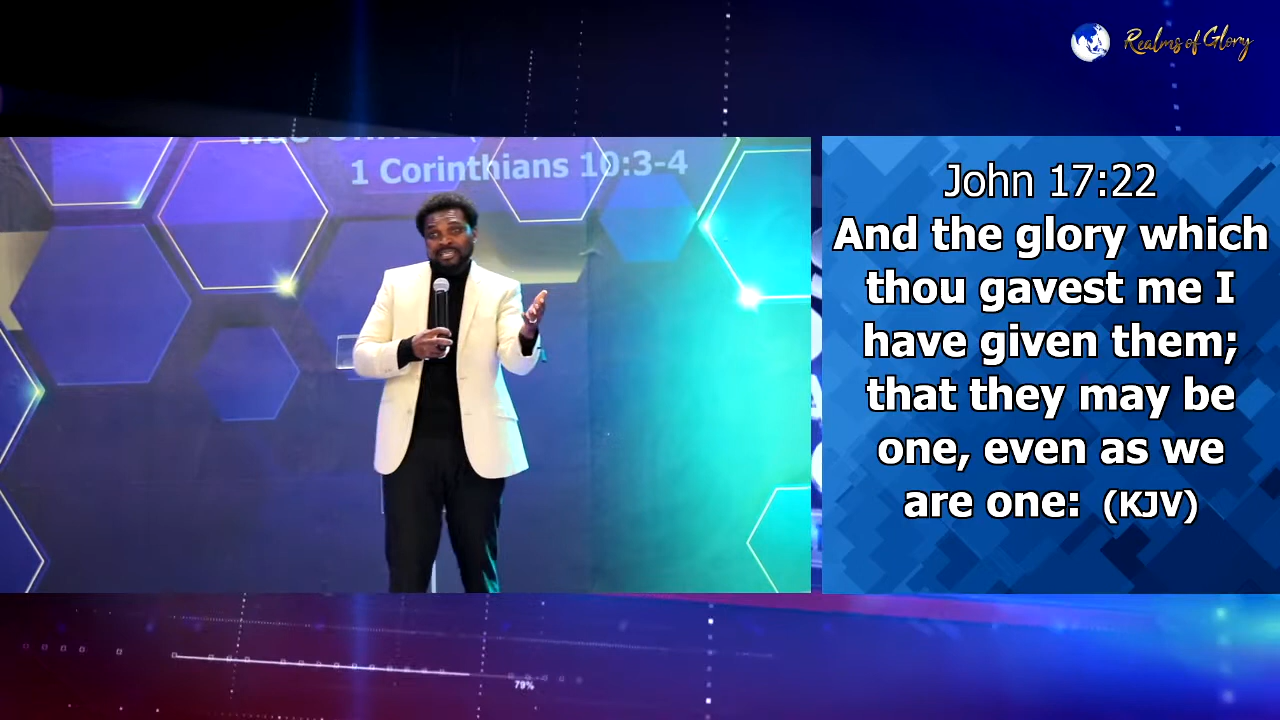 Realms of Glory
1 Corinthians 10:3-4
John 17:22
And the glory which
thou gavest me I
have given them;
that they may be
one, even as we
are one: (KJV)
79%